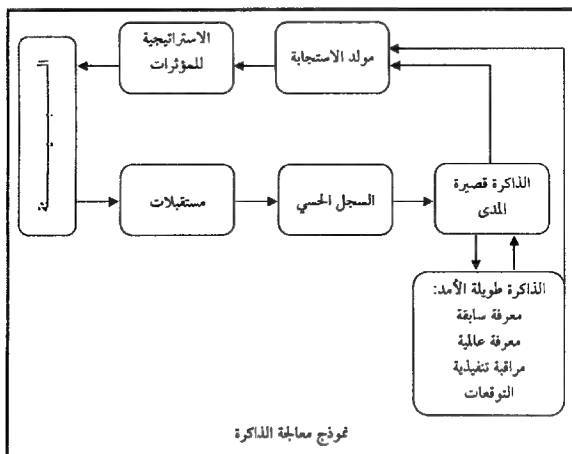 الاستراتيجية
للمؤثرات
مولد الاستجابة
مستقبلات
السجل الحسي
الذاكرة قصيرة
المدى
الذاكرة طويلة الأمد:
معرفة سابقة
معرفة عالمية
مراقبة تنفيذية
التوقعات
نموذج معالجة الذاكرة